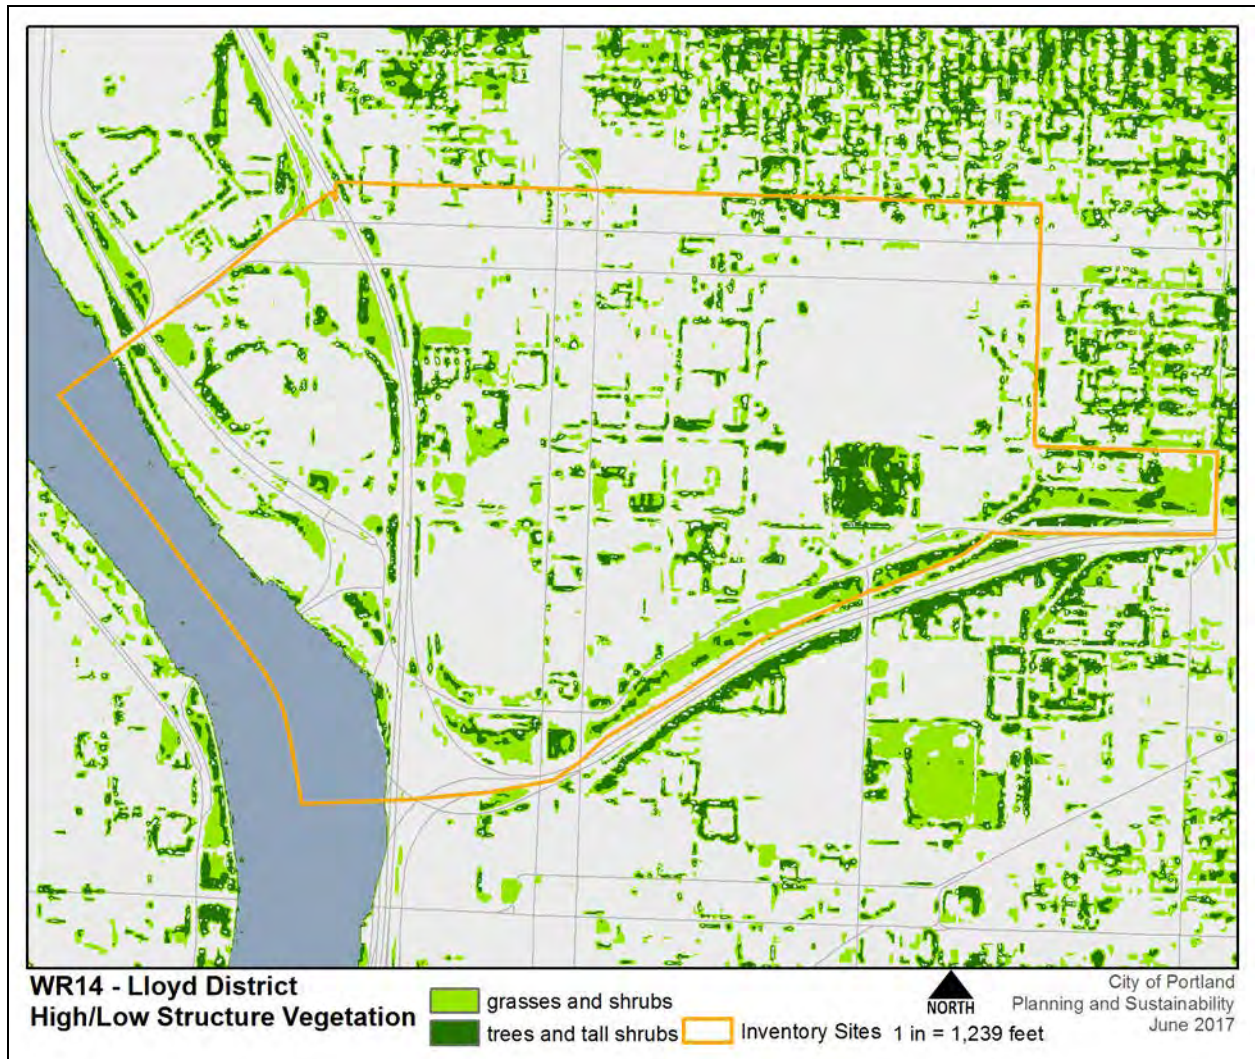 WR14 - Lloyd District
High/Low Structure Vegetation
grasses and shrubs
trees and tall shrubs
Inventory Sites
NORTH
1 in = 1,239 feet
City of Portland
Planning and Sustainability
June 2017